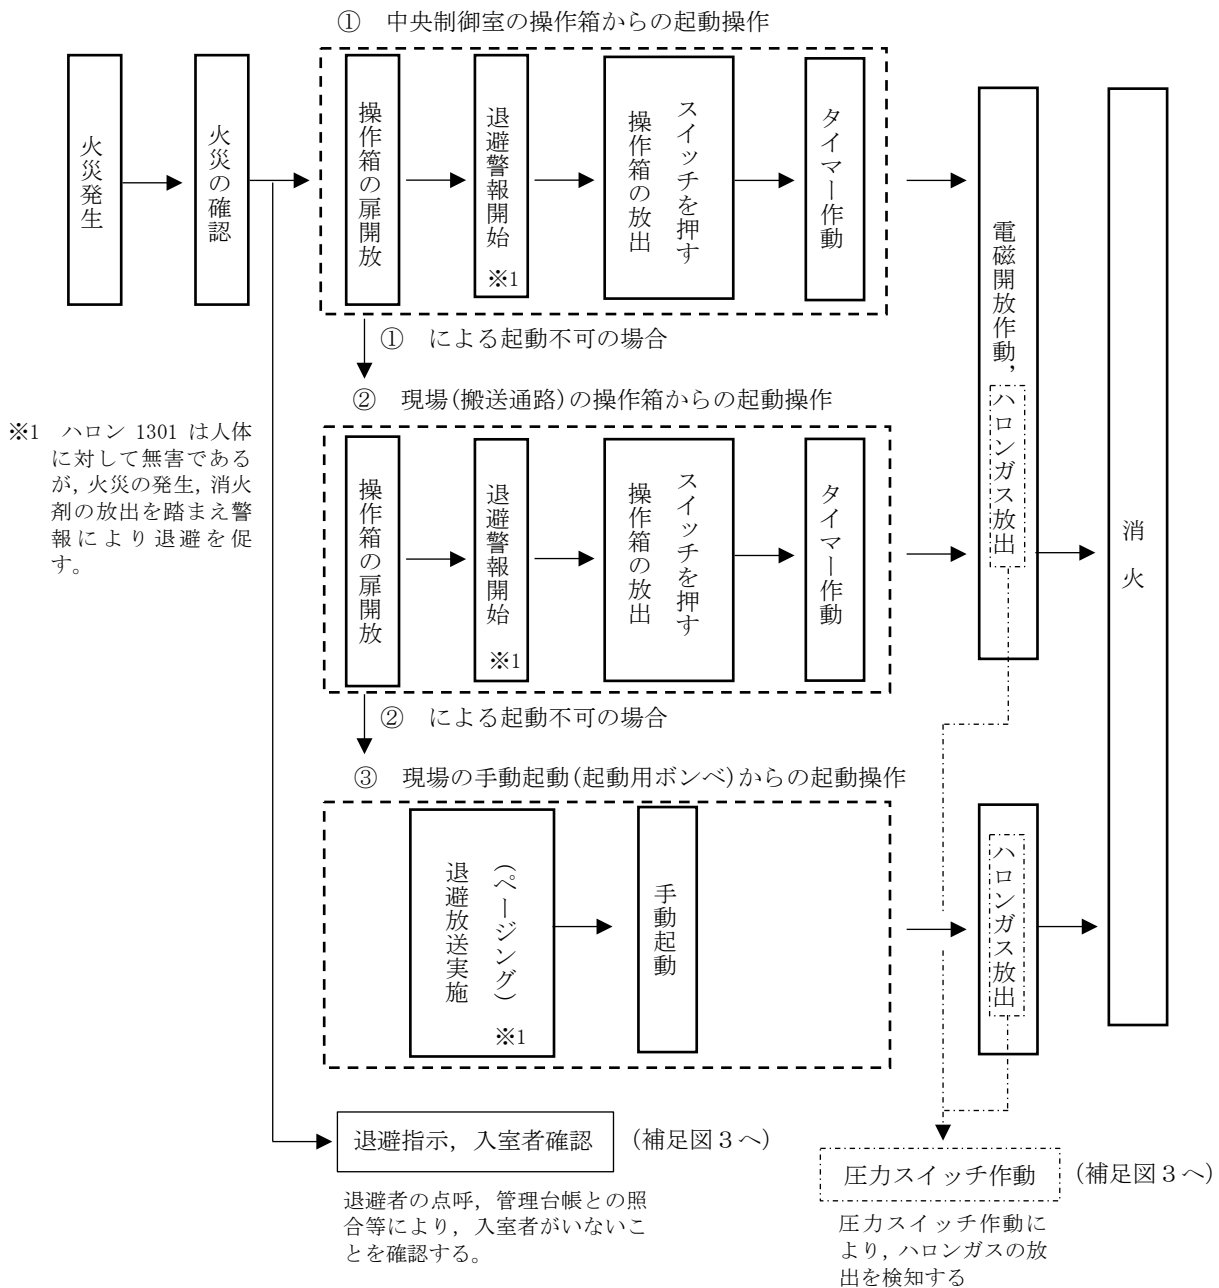 ① 中央制御室の操作箱からの起動操作
火災発生
火災の確認
操作箱の扉開放
退避警報開始
※1
スイッチを押す
操作箱の放出
タイマー作動
電磁開放作動，ハロンガス放出
消火
① による起動不可の場合
② 現場(搬送通路)の操作箱からの起動操作
※1 ハロン 1301 は人体
に対して無害である
が，火災の発生，消火
剤の放出を踏まえ警
報により退避を促
す。
操作箱の扉開放
退避警報開始
※1
スイッチを押す
操作箱の放出
タイマー作動
② による起動不可の場合
③ 現場の手動起動(起動用ボンベ)からの起動操作
(ページング)
退避放送実施
※1
手動起動
ハロンガス放出
退避指示，入室者確認 (補足図３へ)
退避者の点呼，管理台帳との照
合等により，入室者がいないこ
とを確認する。
圧力スイッチ作動 (補足図３へ)
圧力スイッチ作動に
より，ハロンガスの放
出を検知する